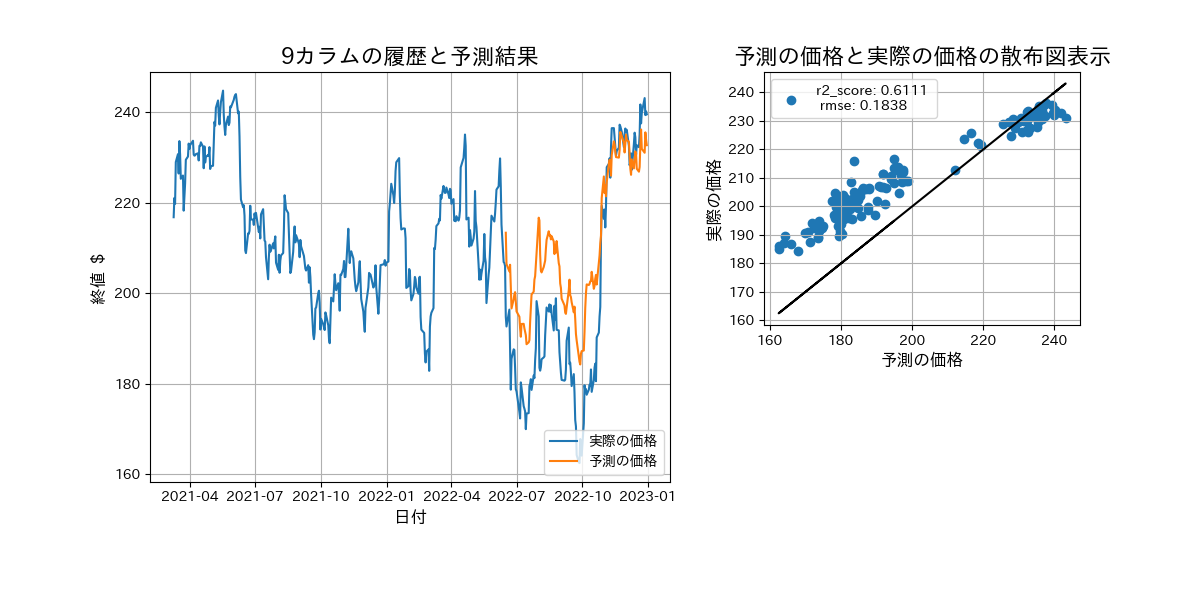 9カラムの履歴と予測結果
終値 $
240
220
200
180
160
実際の価格
予測の価格
2021-04 2021-07 2021-10 2022-01 2022-04 2022-07 2022-10 2023-01
日付
予測の価格と実際の価格の散布図表示
r2_score: 0.6111
rmse: 0.1838
実際の価格
240
230
220
210
200
190
180
170
160
160 180 200 220 240
予測の価格